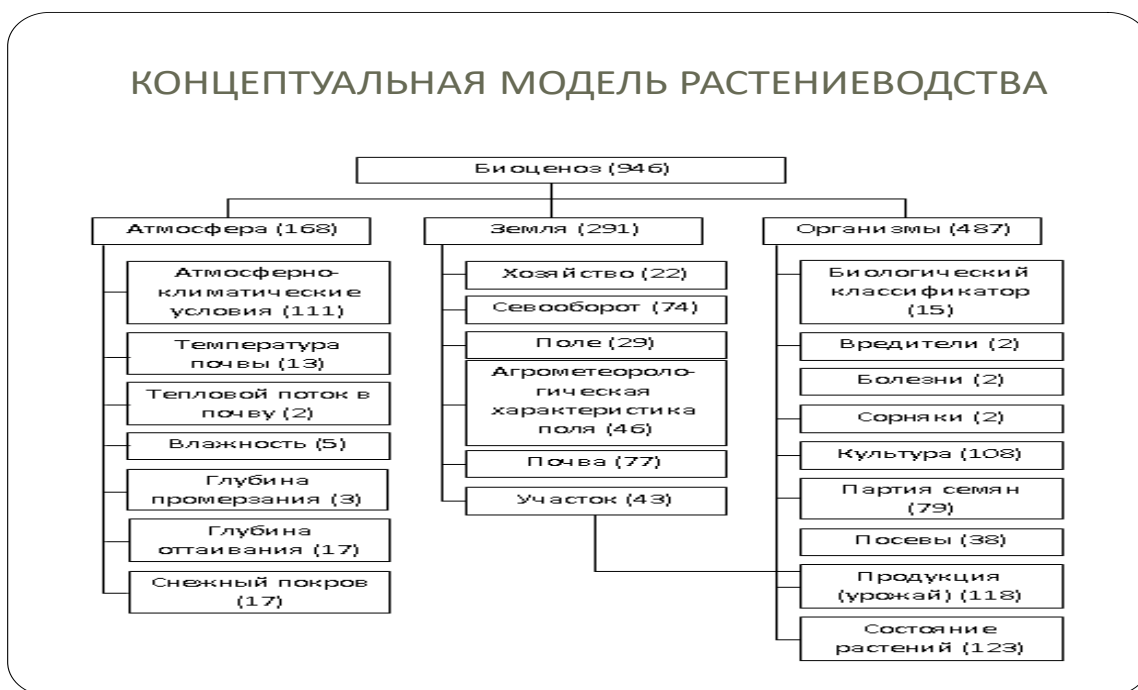 КОНЦЕПТУАЛЬНАЯ МОДЕЛЬ РАСТЕНИЕВОДСТВА
Биоценоз (946)
Атмосфера (168)
Атмосферно-
климатические
условия (111)
Температура
почвы (13)
Тепловой поток в
почву (2)
Влажность (5)
Глубина
промерзания (3)
Глубина
оттаивания (17)
Снежный покров
(17)
Земля (291)
Хозяйство (22)
Севооборот (74)
Поле (29)
Агрометеороло-
гическая
характеристика
поля (46)
Почва (77)
Участок (43)
Организмы (487)
Биологический
классификатор
(15)
Вредители (2)
Болезни (2)
Сорняки (2)
Культура (108)
Партия семян
(79)
Посевы (38)
Продукция
(урожай) (118)
Состояние
растений (123)